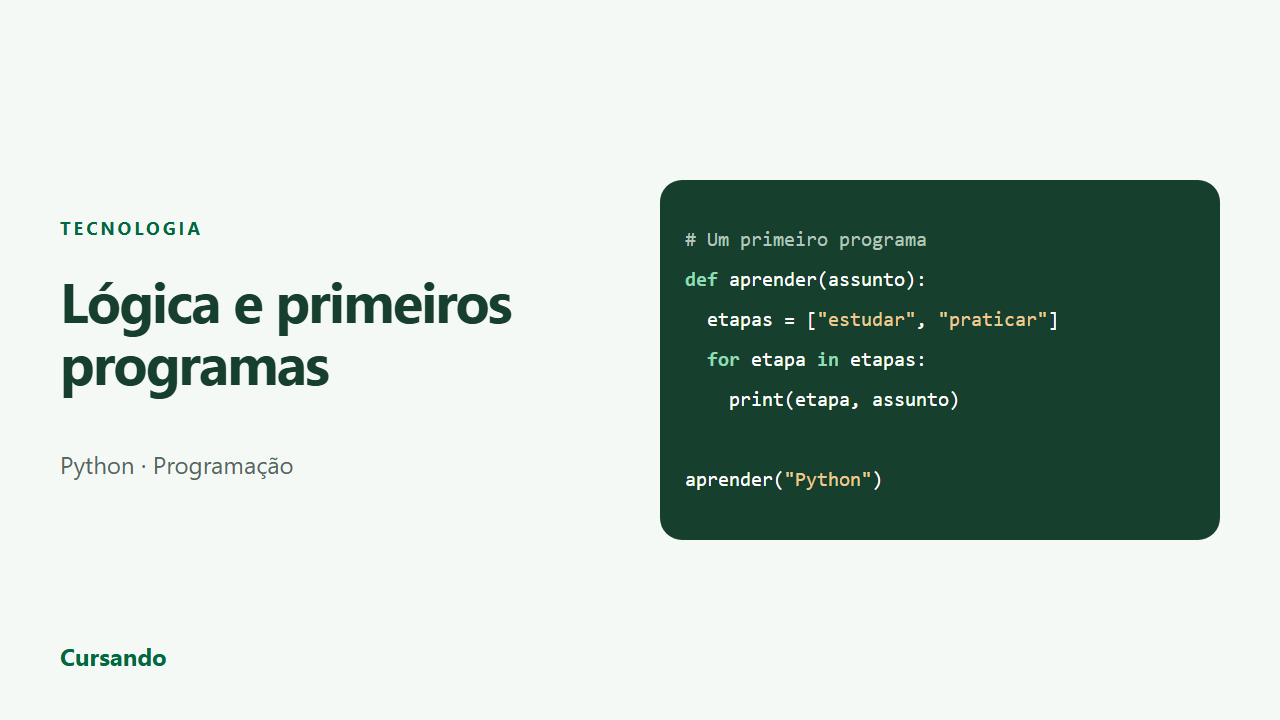 TECNOLOGIA
Lógica e primeiros
programas
Python · Programação
# Um primeiro programa
def aprender(assunto):
  etapas = ["estudar", "praticar"]
  for etapa in etapas:
    print(etapa, assunto)
aprender("Python")
Cursando